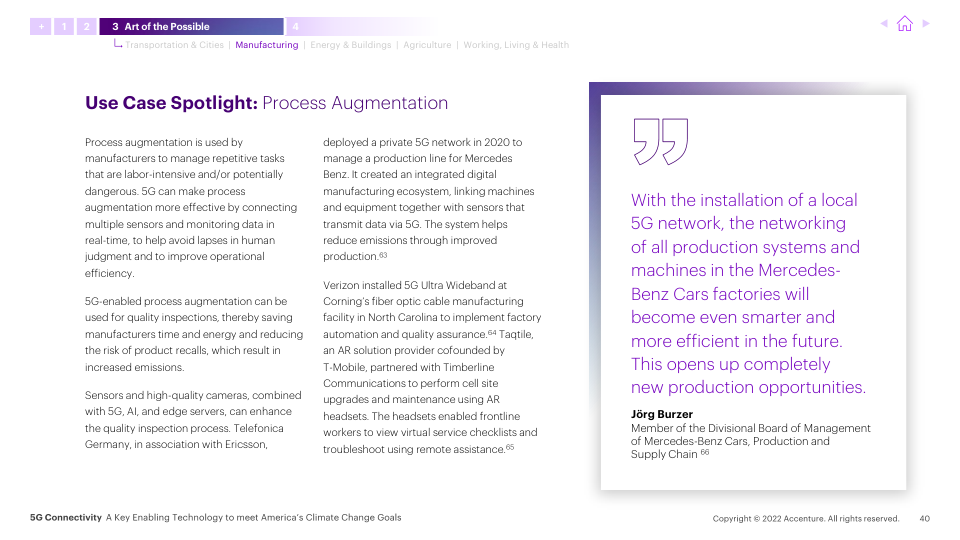 + 1 2 3 Art of the Possible 4
Transportation & Cities | Manufacturing | Energy & Buildings | Agriculture | Working, Living & Health
Use Case Spotlight: Process Augmentation
Process augmentation is used by
manufacturers to manage repetitive tasks
that are labor-intensive and/or potentially
dangerous. 5G can make process
augmentation more effective by connecting
multiple sensors and monitoring data in
real-time, to help avoid lapses in human
judgment and to improve operational
efficiency.
5G-enabled process augmentation can be
used for quality inspections, thereby saving
manufacturers time and energy and reducing
the risk of product recalls, which result in
increased emissions.
Sensors and high-quality cameras, combined
with 5G, AI, and edge servers, can enhance
the quality inspection process. Telefonica
Germany, in association with Ericsson,
deployed a private 5G network in 2020 to
manage a production line for Mercedes
Benz. It created an integrated digital
manufacturing ecosystem, linking machines
and equipment together with sensors that
transmit data via 5G. The system helps
reduce emissions through improved
production.63
Verizon installed 5G Ultra Wideband at
Corning's fiber optic cable manufacturing
facility in North Carolina to implement factory
automation and quality assurance.64 Taqtile,
an AR solution provider cofounded by
T-Mobile, partnered with Timberline
Communications to perform cell site
upgrades and maintenance using AR
headsets. The headsets enabled frontline
workers to view virtual service checklists and
troubleshoot using remote assistance.65
With the installation of a local
5G network, the networking
of all production systems and
machines in the Mercedes-
Benz Cars factories will
become even smarter and
more efficient in the future.
This opens up completely
new production opportunities.
Jörg Burzer
Member of the Divisional Board of Management
of Mercedes-Benz Cars, Production and
Supply Chain 66
5G Connectivity A Key Enabling Technology to meet America's Climate Change Goals
Copyright © 2022 Accenture. All rights reserved. 40